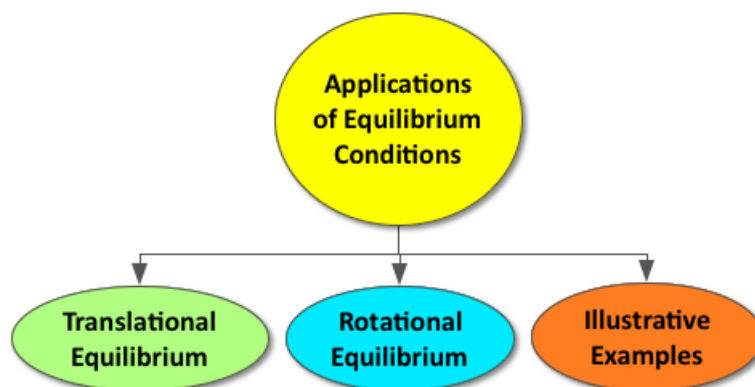 Applications
of Equilibrium
Conditions
Translational
Equilibrium
Rotational
Equilibrium
Illustrative
Examples